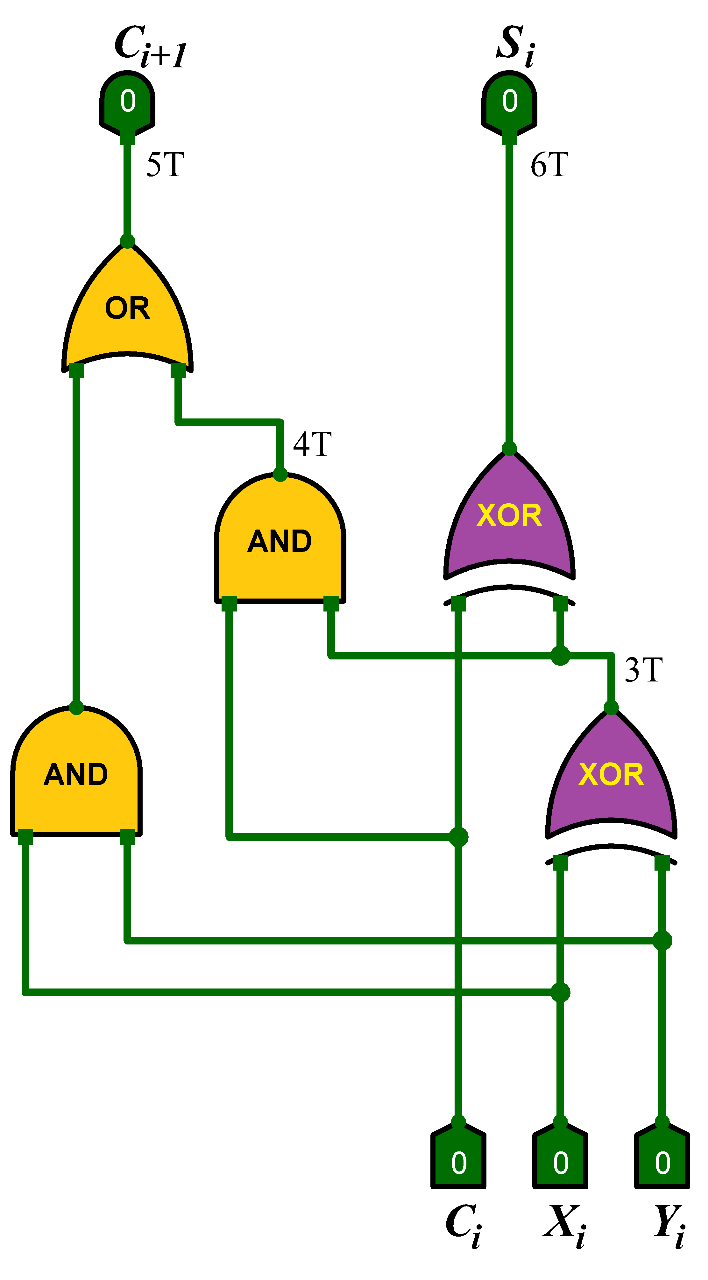 Ci+1 Si
0 0
5T 6T
OR
4T
XOR
AND
3T
AND XOR
0 0 0
Ci Xi Yi